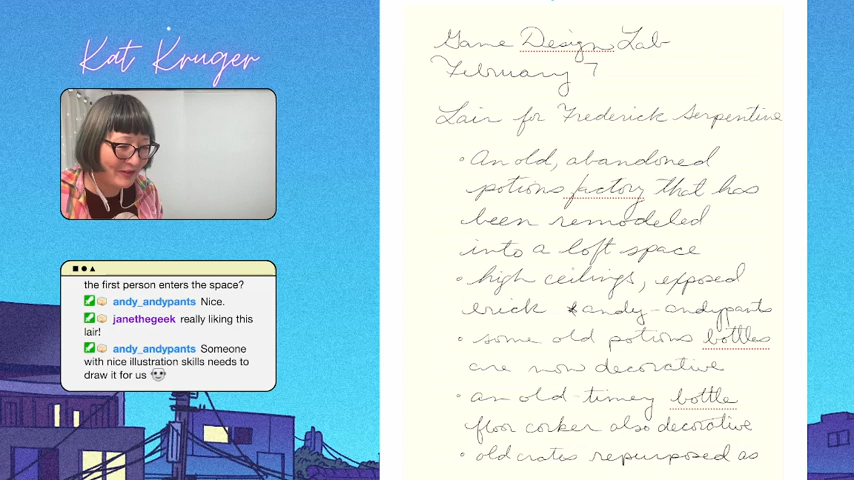 Kat Kruger
the first person enters the space?
andy_andypants Nice.
janethegeek really liking this
lair!
andy_andypants Someone
with nice illustration skills needs to
draw it for us
Game Design Lab
February 7
Lair for Frederick Serpentine
• An old, abandoned
potions factory that has
been remodeled
into a loft space
• high ceilings, exposed
brick *andy-andypants
• some old potions bottles
are now decorative
• an old-timey bottle
floor corker also decorative
• old crates repurposed as